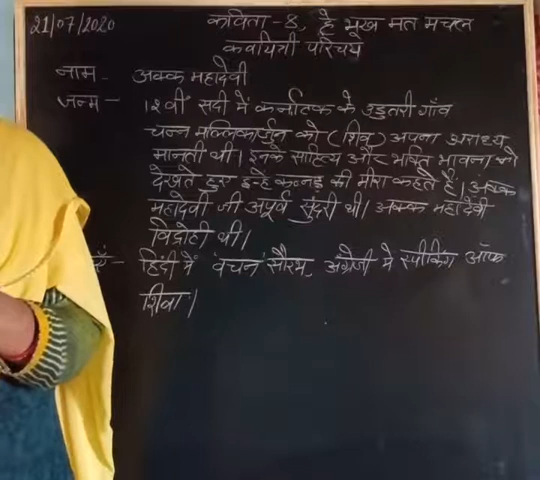 21/07/2020 कविता-8, हे भूख मत मचल
कवयित्री परिचय
नाम - अक्क महादेवी
जन्म - 12वीं सदी में कर्नाटक के उडुतरी गाँव
चन्न मल्लिकार्जुन को (शिव) अपना अराध्य
मानती थी। इनके साहित्य और भक्ति भावना को
देखते हुए इन्हे कन्नड़ की मीरा कहते हैं। अक्क
महादेवी जी अपूर्व सुंदरी थी। अक्क महादेवी
विद्रोही थी।
एँ - हिंदी में वचन सौरभ, अंग्रेजी मे स्पीकिंग ऑफ
शिवा।